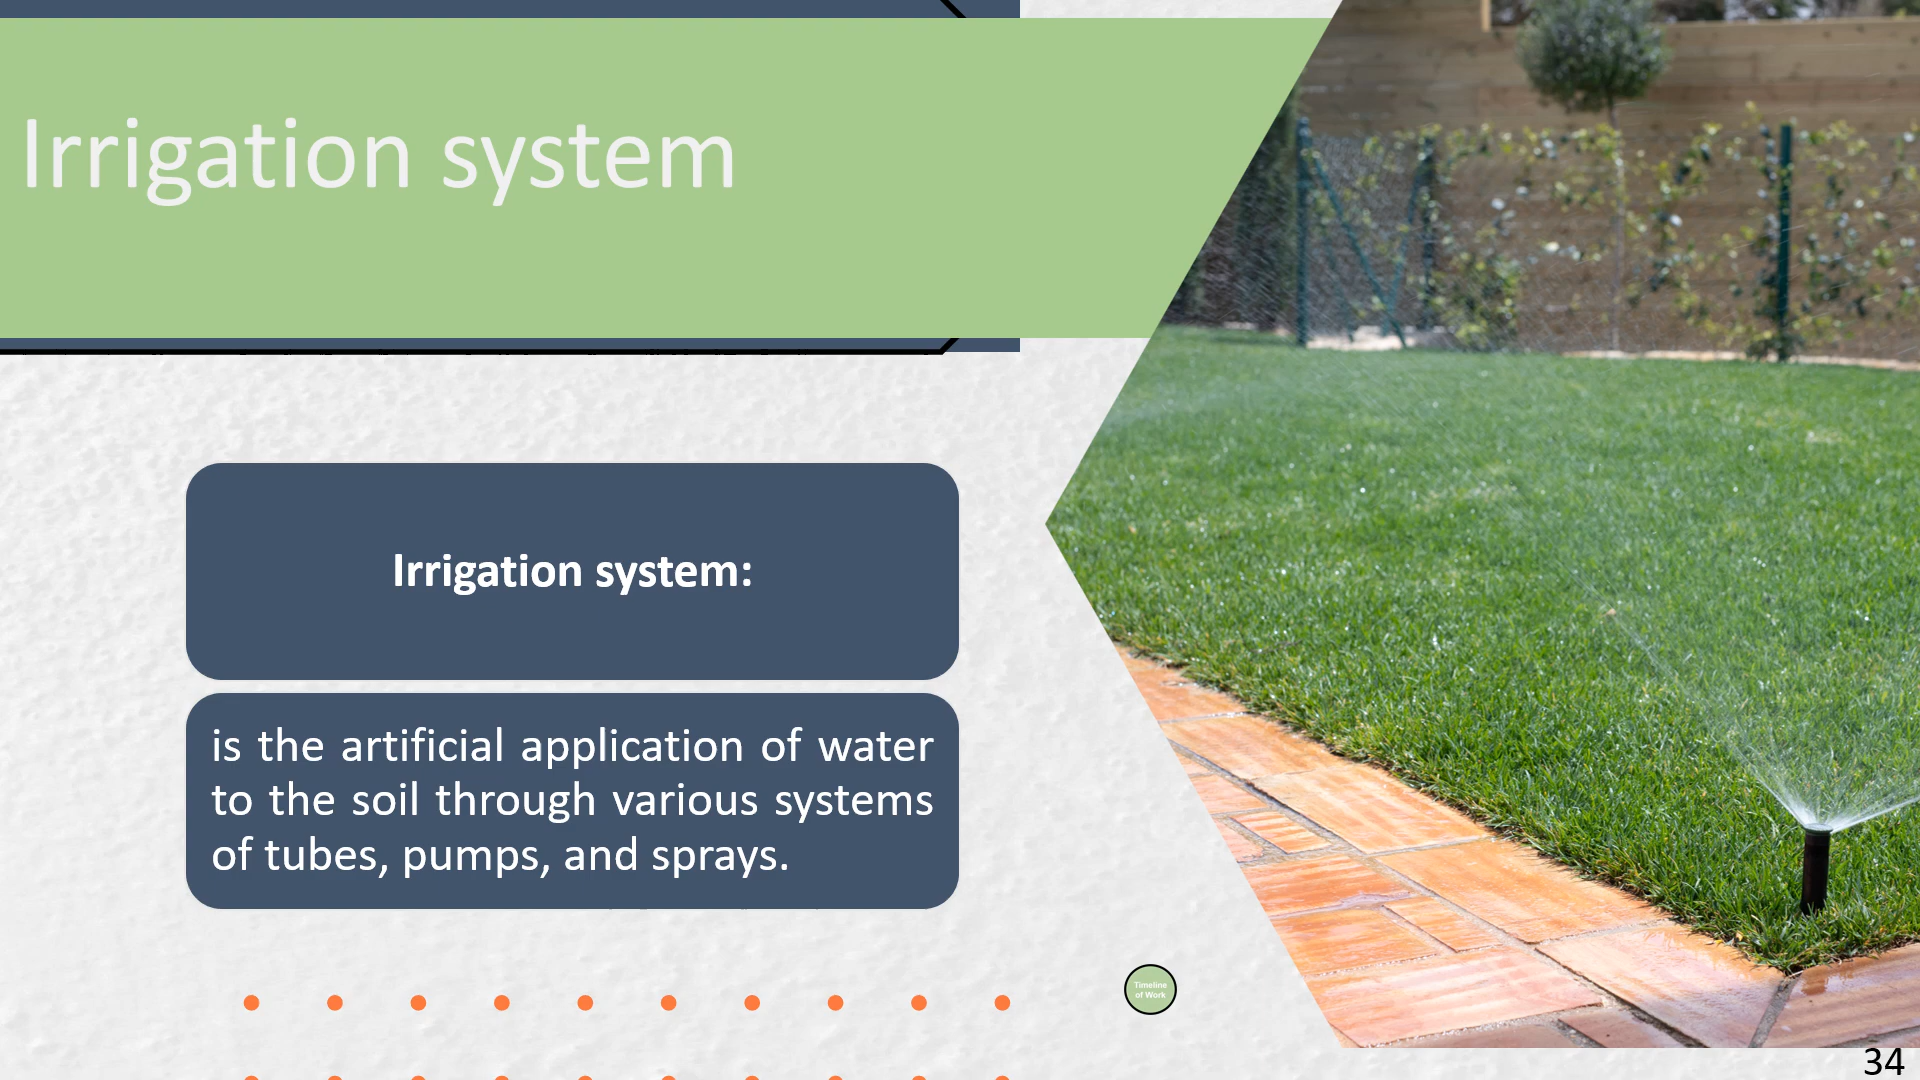 Irrigation system
Irrigation system:
is the artificial application of water
to the soil through various systems
of tubes, pumps, and sprays.
Timeline
of Work
34